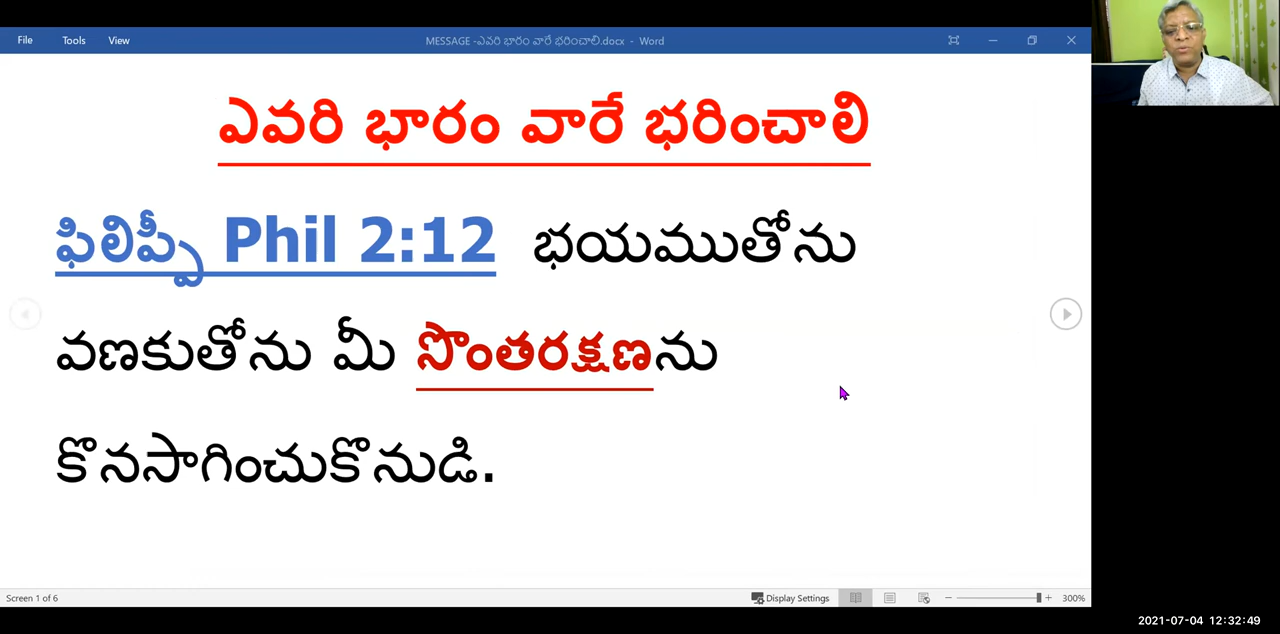 File Tools View MESSAGE -ఎవరి భారం వారే భరించాలి.docx - Word
ఎవరి భారం వారే భరించాలి
ఫిలిప్పీ Phil 2:12 భయముతోను
వణకుతోను మీ సొంతరక్షణను
కొనసాగించుకొనుడి.
Screen 1 of 6 Display Settings 300%
2021-07-04 12:32:49